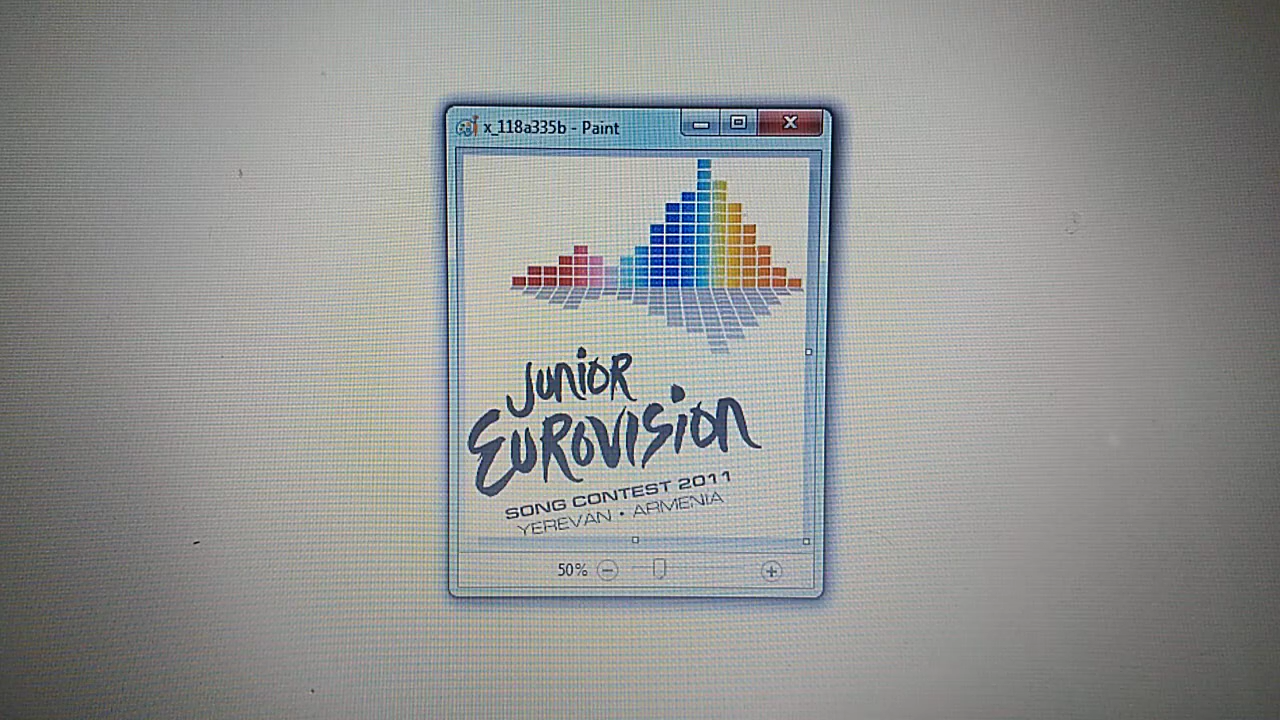 x_118a335b - Paint
JUNIOR
EUROVISION
SONG CONTEST 2011
YEREVAN • ARMENIA
50%